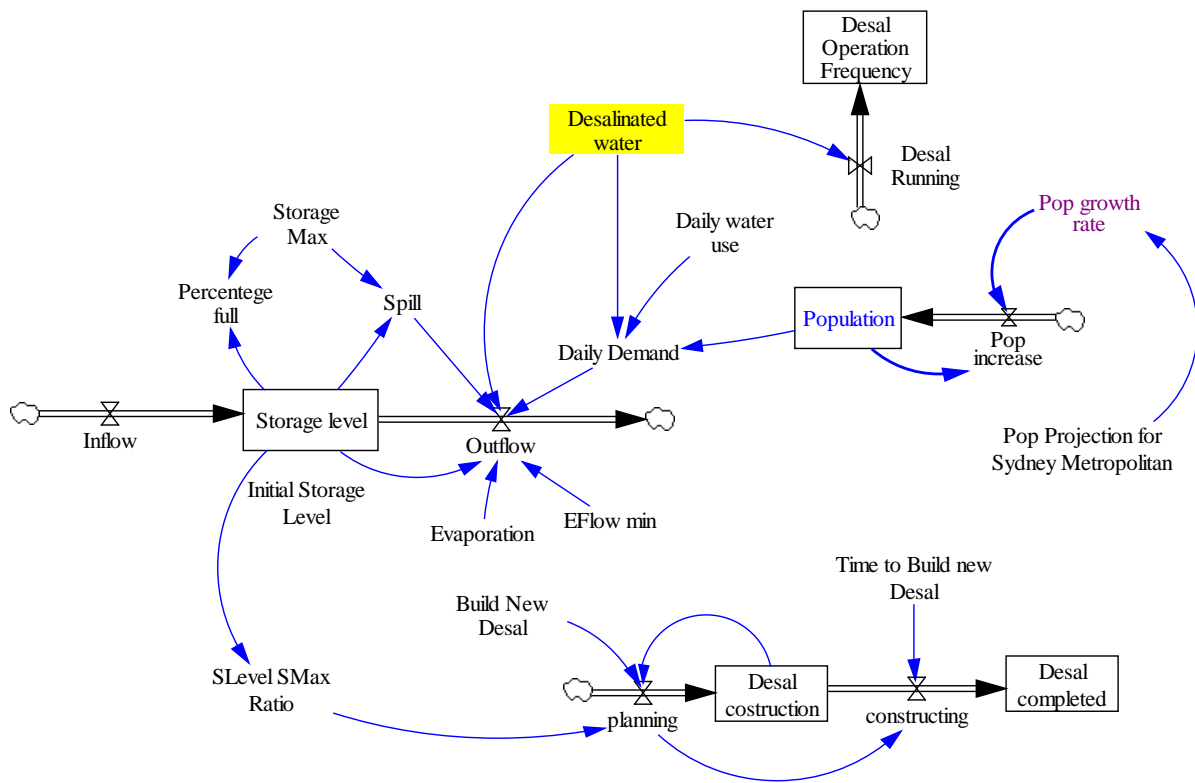 Desal
Operation
Frequency
Desalinated
water
Desal
Running
Storage
Max
Daily water
use
Pop growth
rate
Percentege
full
Spill
Population
Pop
increase
Daily Demand
Storage level
Inflow
Outflow
Pop Projection for
Sydney Metropolitan
Initial Storage
Level
Evaporation
EFlow min
Time to Build new
Desal
Build New
Desal
SLevel SMax
Ratio
Desal
costruction
Desal
completed
planning
constructing